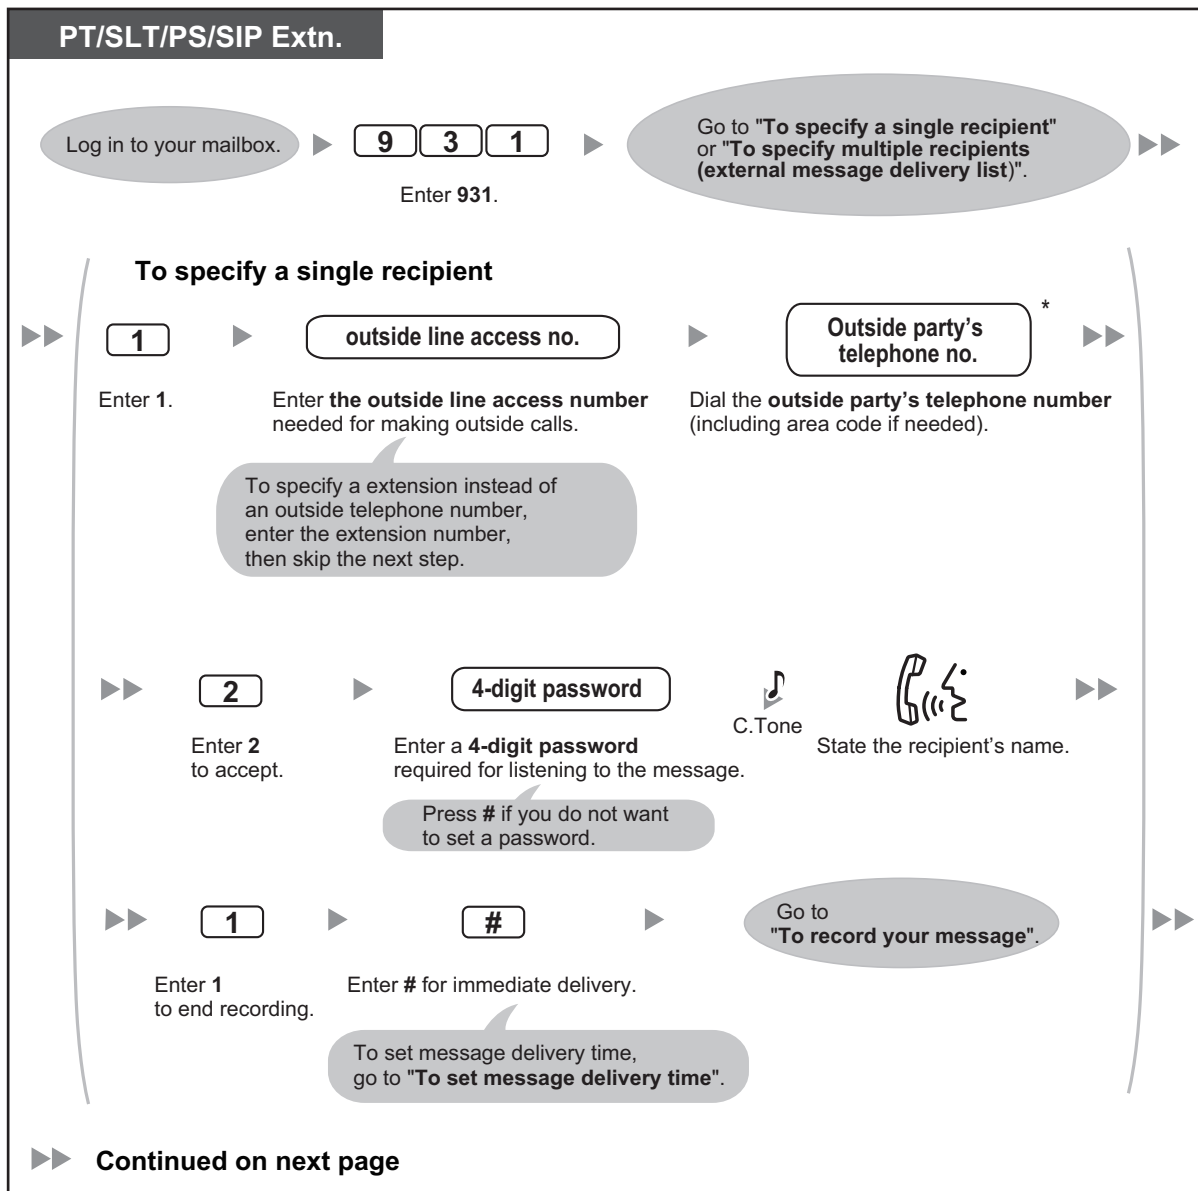 PT/SLT/PS/SIP Extn.
Log in to your mailbox.
9 3 1
Enter 931.
Go to "To specify a single recipient"
or "To specify multiple recipients
(external message delivery list)".
To specify a single recipient
1
Enter 1.
outside line access no.
Enter the outside line access number
needed for making outside calls.
To specify a extension instead of
an outside telephone number,
enter the extension number,
then skip the next step.
Outside party's
telephone no.
*
Dial the outside party's telephone number
(including area code if needed).
2
Enter 2
to accept.
4-digit password
Enter a 4-digit password
required for listening to the message.
Press # if you do not want
to set a password.
C.Tone
State the recipient's name.
1
Enter 1
to end recording.
#
Enter # for immediate delivery.
To set message delivery time,
go to "To set message delivery time".
Go to
"To record your message".
Continued on next page